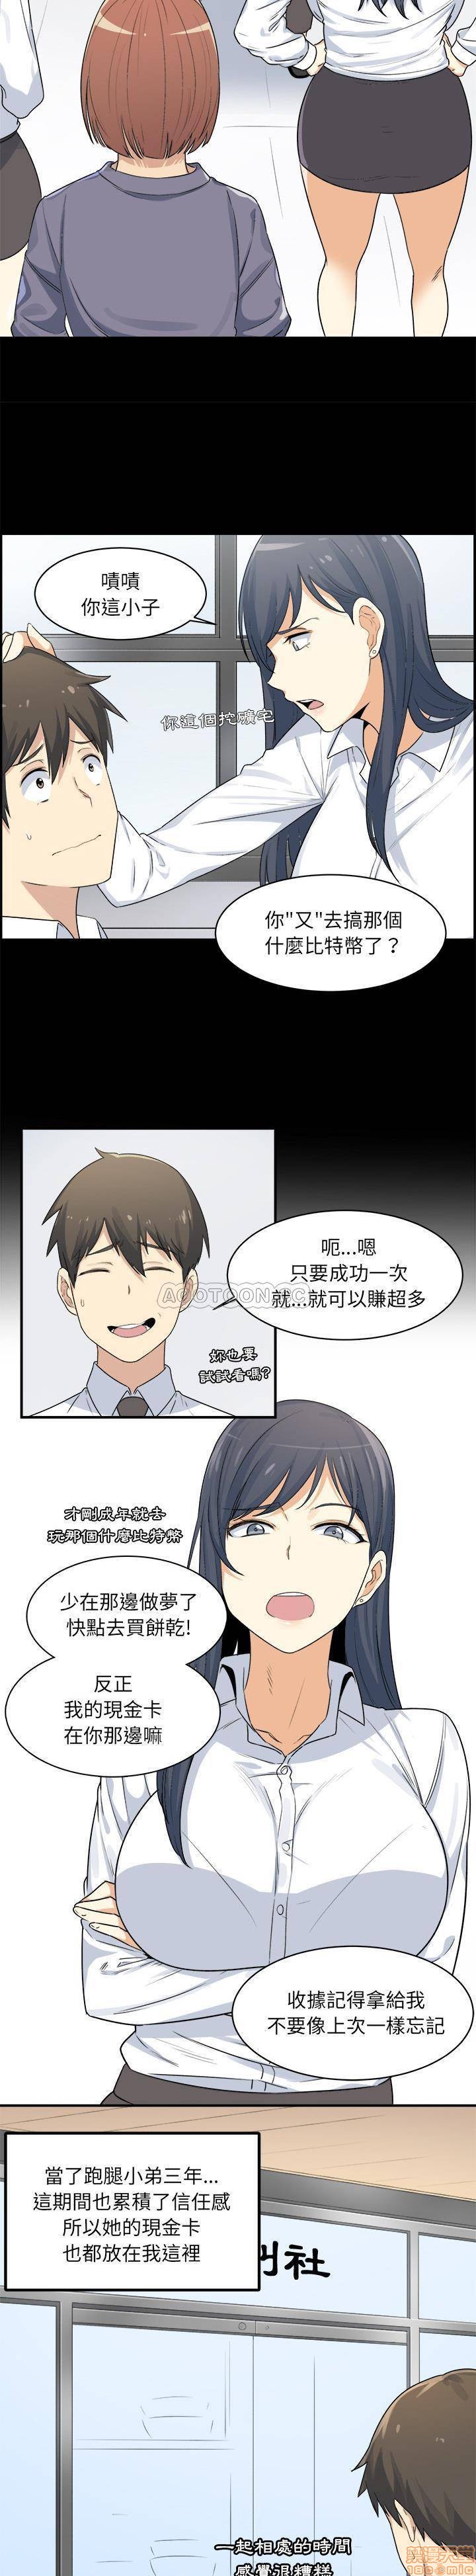 嘖嘖
你這小子
你這個挖礦宅
你"又"去搞那個
什麼比特幣了？
呃...嗯
只要成功一次
就...就可以賺超多
妳也要
試試看嗎?
才剛成年就去
玩那個什麼比特幣
少在那邊做夢了
快點去買餅乾!
反正
我的現金卡
在你那邊嘛
收據記得拿給我
不要像上次一樣忘記
當了跑腿小弟三年...
這期間也累積了信任感
所以她的現金卡
也都放在我這裡
社
一起相處的時間
感覺還糟糕